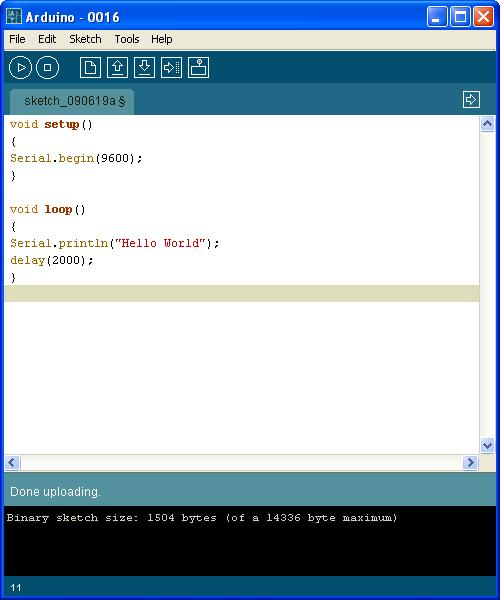 Arduino - 0016
File Edit Sketch Tools Help
sketch_090619a §
void setup()
{
Serial.begin(9600);
}
void loop()
{
Serial.println("Hello World");
delay(2000);
}
Done uploading.
Binary sketch size: 1504 bytes (of a 14336 byte maximum)
11